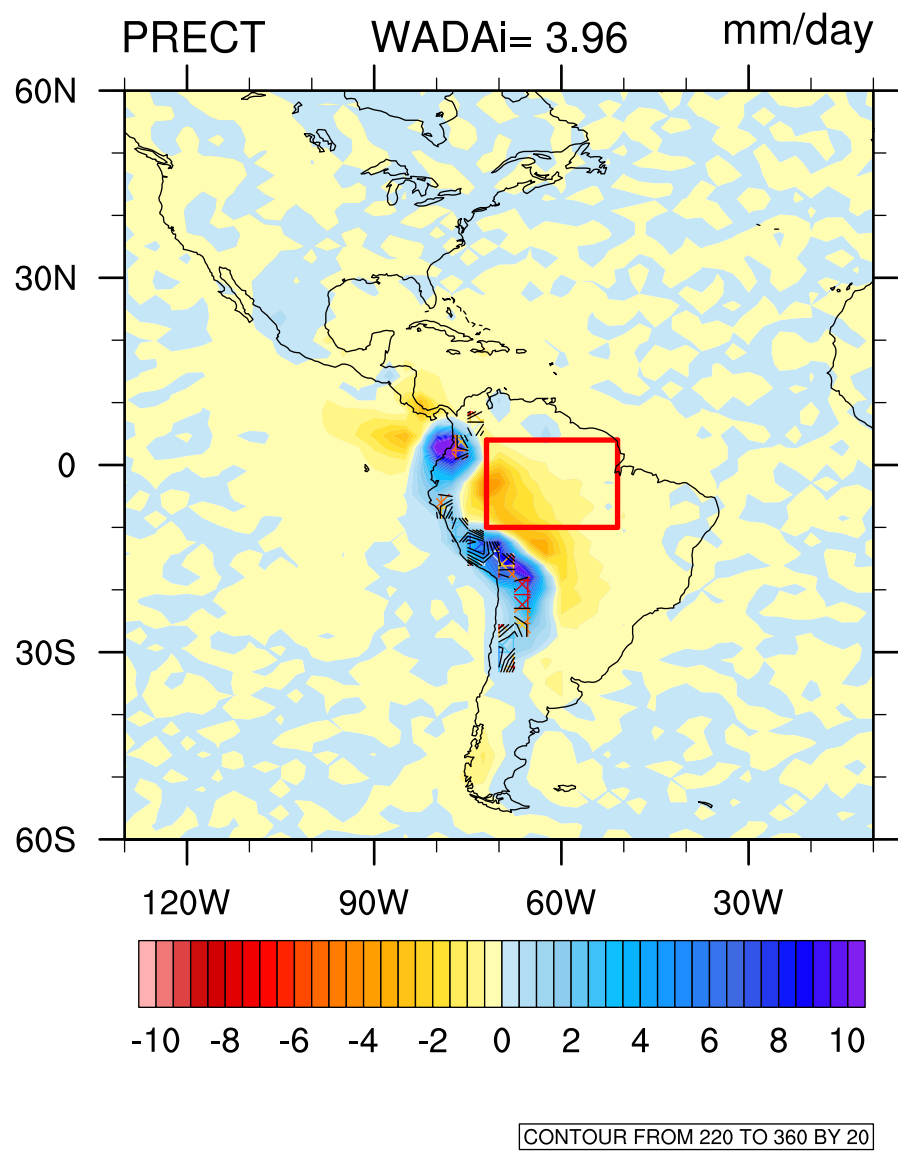 PRECT WADAi= 3.96 mm/day
60N
30N
0
30S
60S
120W 90W 60W 30W
-10 -8 -6 -4 -2 0 2 4 6 8 10
CONTOUR FROM 220 TO 360 BY 20